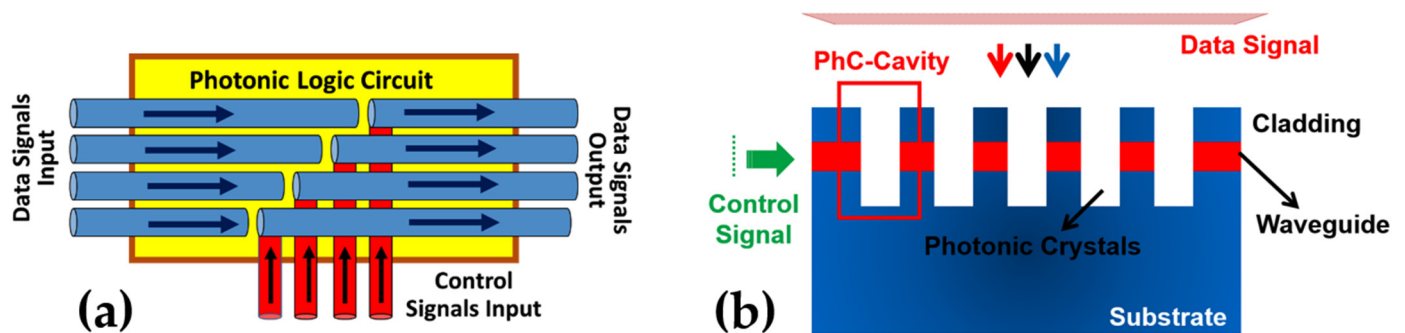 Photonic Logic Circuit
Data Signals
Input
Data Signals
Output
Control
Signals Input
(a)
Data Signal
PhC-Cavity
Cladding
Control
Signal
Waveguide
Photonic Crystals
Substrate
(b)